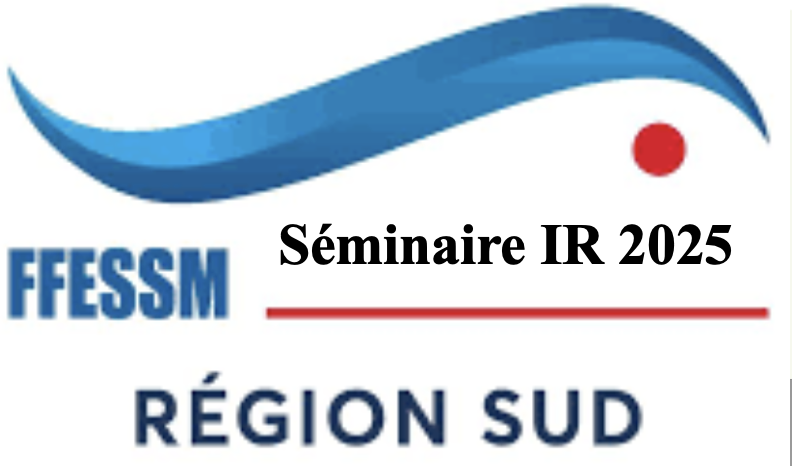 Séminaire IR 2025
FFESSM
RÉGION SUD